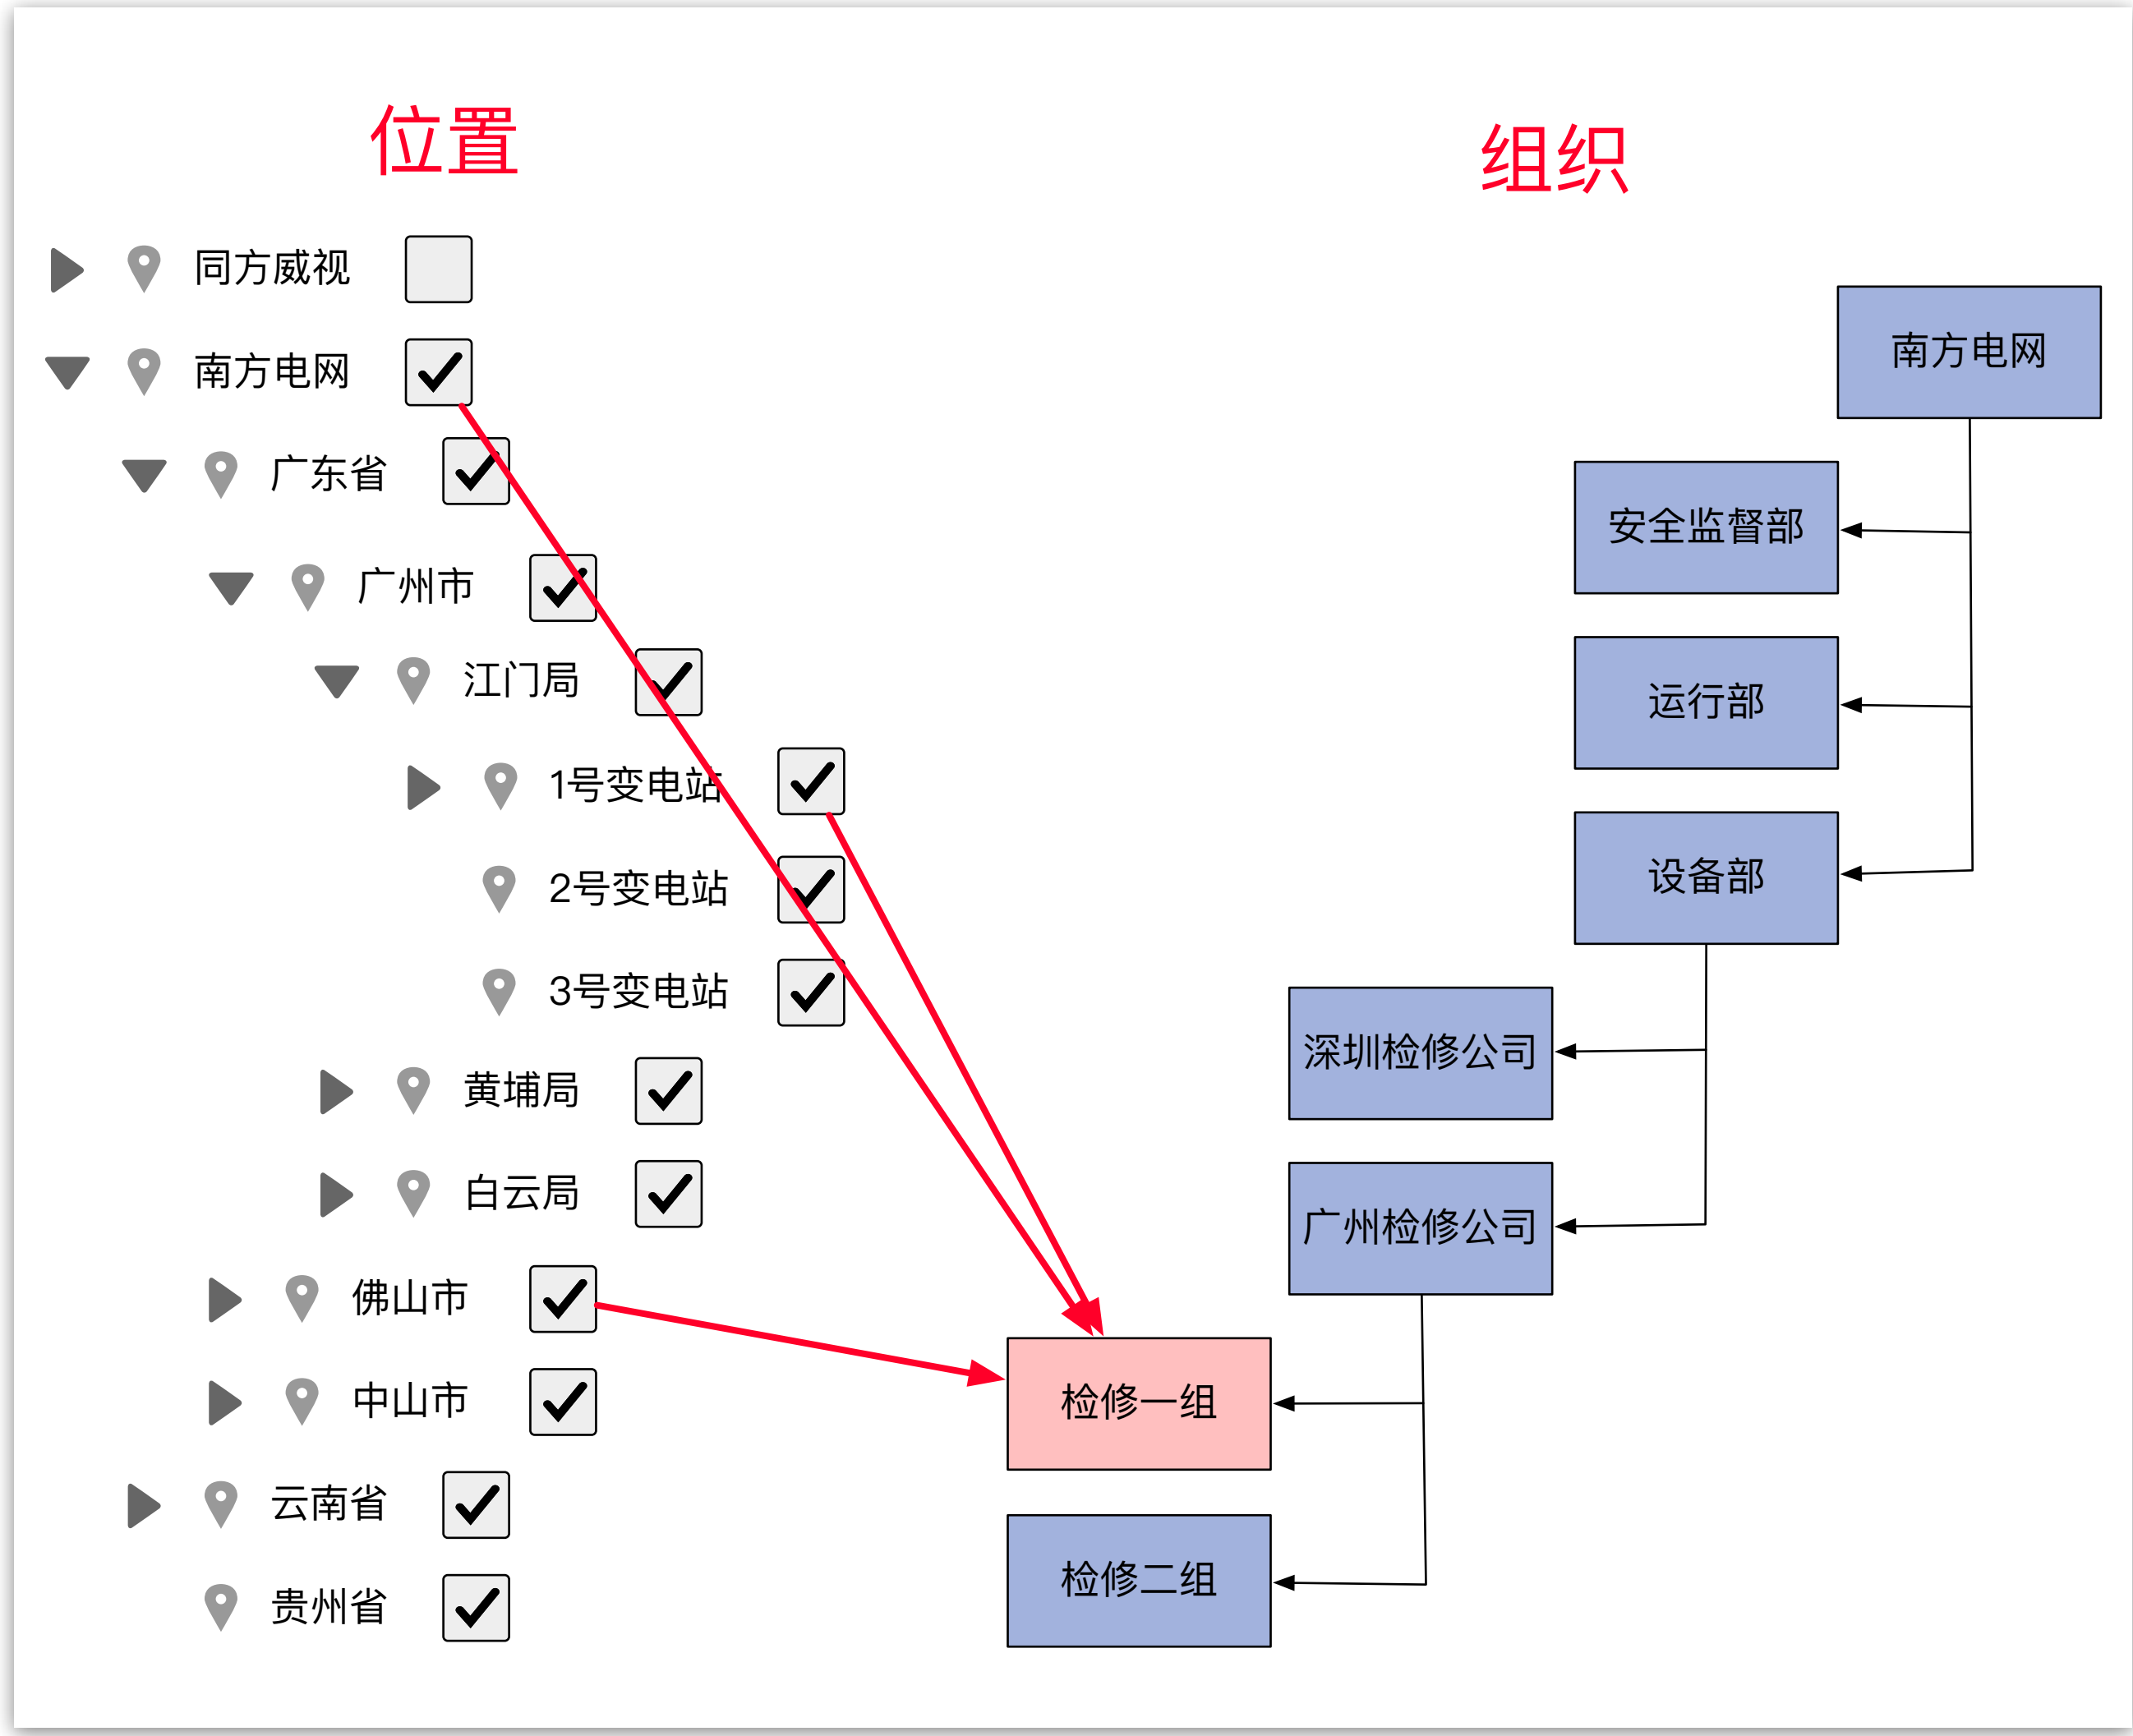 位置
同方威视
南方电网
广东省
广州市
江门局
1号变电站
2号变电站
3号变电站
黄埔局
白云局
佛山市
中山市
云南省
贵州省
组织
南方电网
安全监督部
运行部
设备部
深圳检修公司
广州检修公司
检修一组
检修二组